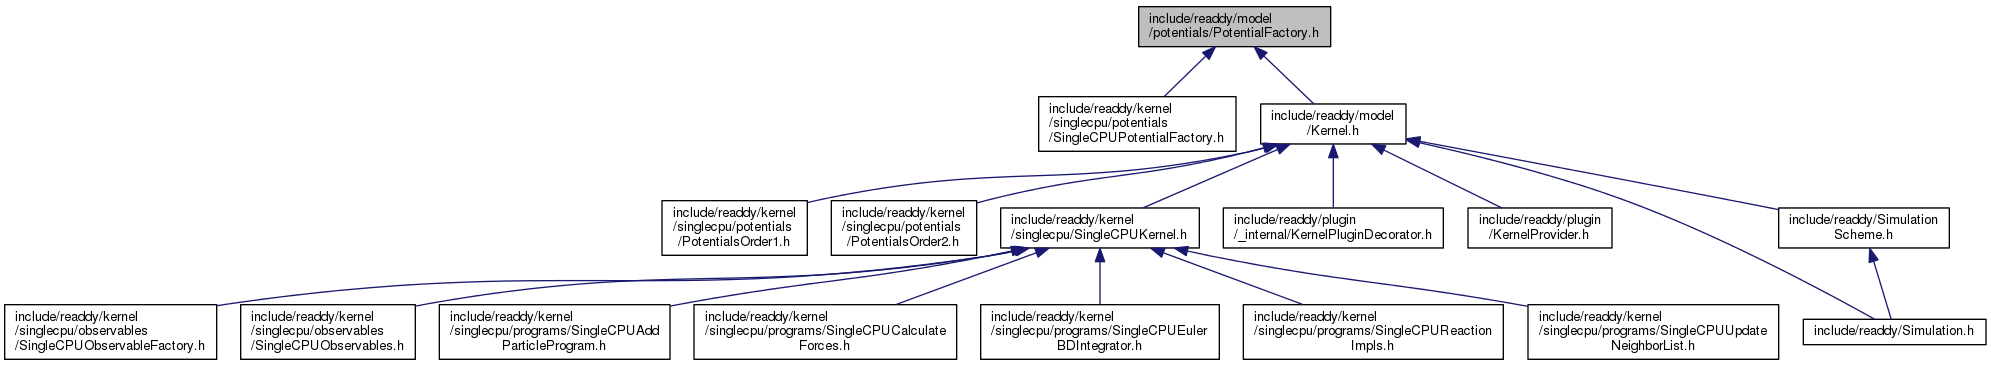 include/readdy/model
/potentials/PotentialFactory.h
include/readdy/kernel
/singlecpu/potentials
/SingleCPUPotentialFactory.h
include/readdy/model
/Kernel.h
include/readdy/kernel
/singlecpu/potentials
/PotentialsOrder1.h
include/readdy/kernel
/singlecpu/potentials
/PotentialsOrder2.h
include/readdy/kernel
/singlecpu/SingleCPUKernel.h
include/readdy/plugin
/_internal/KernelPluginDecorator.h
include/readdy/plugin
/KernelProvider.h
include/readdy/Simulation
Scheme.h
include/readdy/kernel
/singlecpu/observables
/SingleCPUObservableFactory.h
include/readdy/kernel
/singlecpu/observables
/SingleCPUObservables.h
include/readdy/kernel
/singlecpu/programs/SingleCPUAdd
ParticleProgram.h
include/readdy/kernel
/singlecpu/programs/SingleCPUCalculate
Forces.h
include/readdy/kernel
/singlecpu/programs/SingleCPUEuler
BDIntegrator.h
include/readdy/kernel
/singlecpu/programs/SingleCPUReaction
Impls.h
include/readdy/kernel
/singlecpu/programs/SingleCPUUpdate
NeighborList.h
include/readdy/Simulation.h